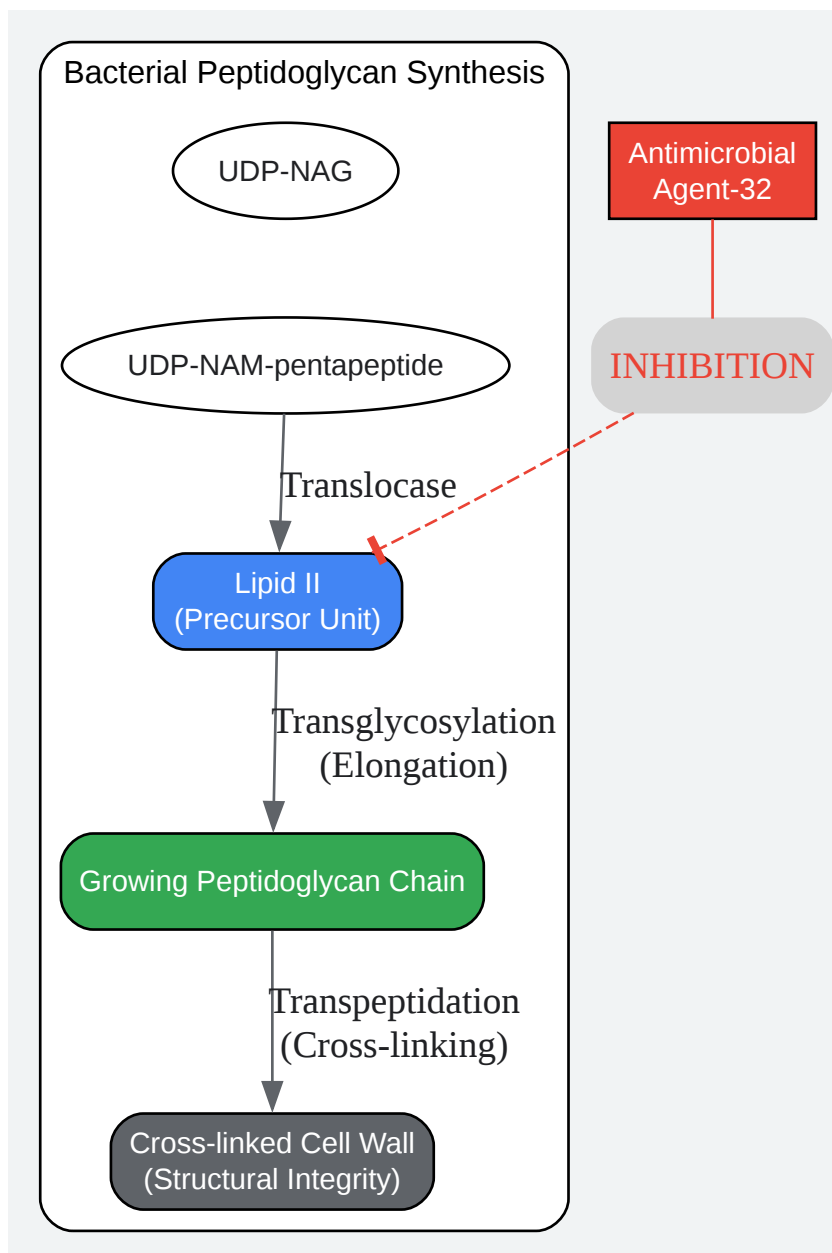 Bacterial Peptidoglycan Synthesis
UDP-NAG
Antimicrobial
Agent-32
UDP-NAM-pentapeptide
INHIBITION
Translocase
Lipid II
(Precursor Unit)
Transglycosylation
(Elongation)
Growing Peptidoglycan Chain
Transpeptidation
(Cross-linking)
Cross-linked Cell Wall
(Structural Integrity)